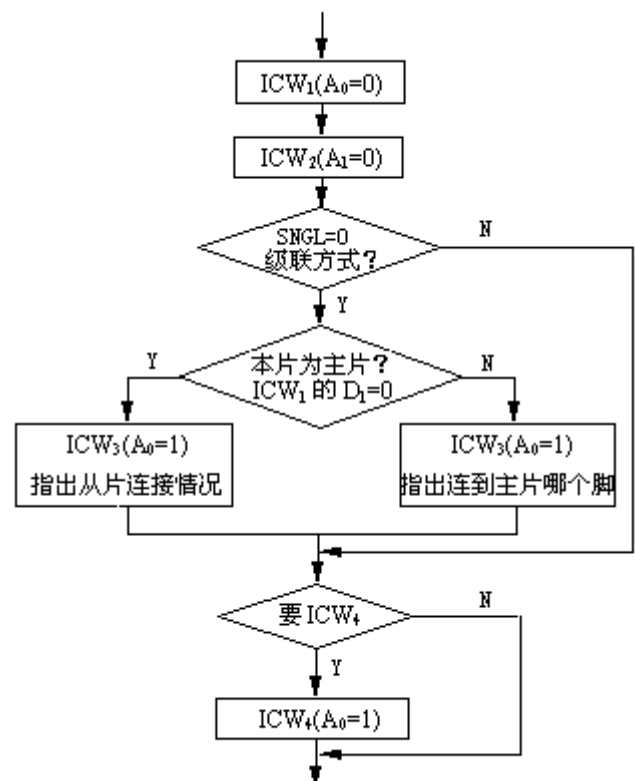 ICW₁(A₀=0)
ICW₂(A₁=0)
SNGL=0
级联方式?
N
Y
本片为主片?
ICW₁ 的 D₁=0
Y
N
ICW₃(A₀=1)
指出从片连接情况
ICW₃(A₀=1)
指出连到主片哪个脚
要 ICW₄
N
Y
ICW₄(A₀=1)